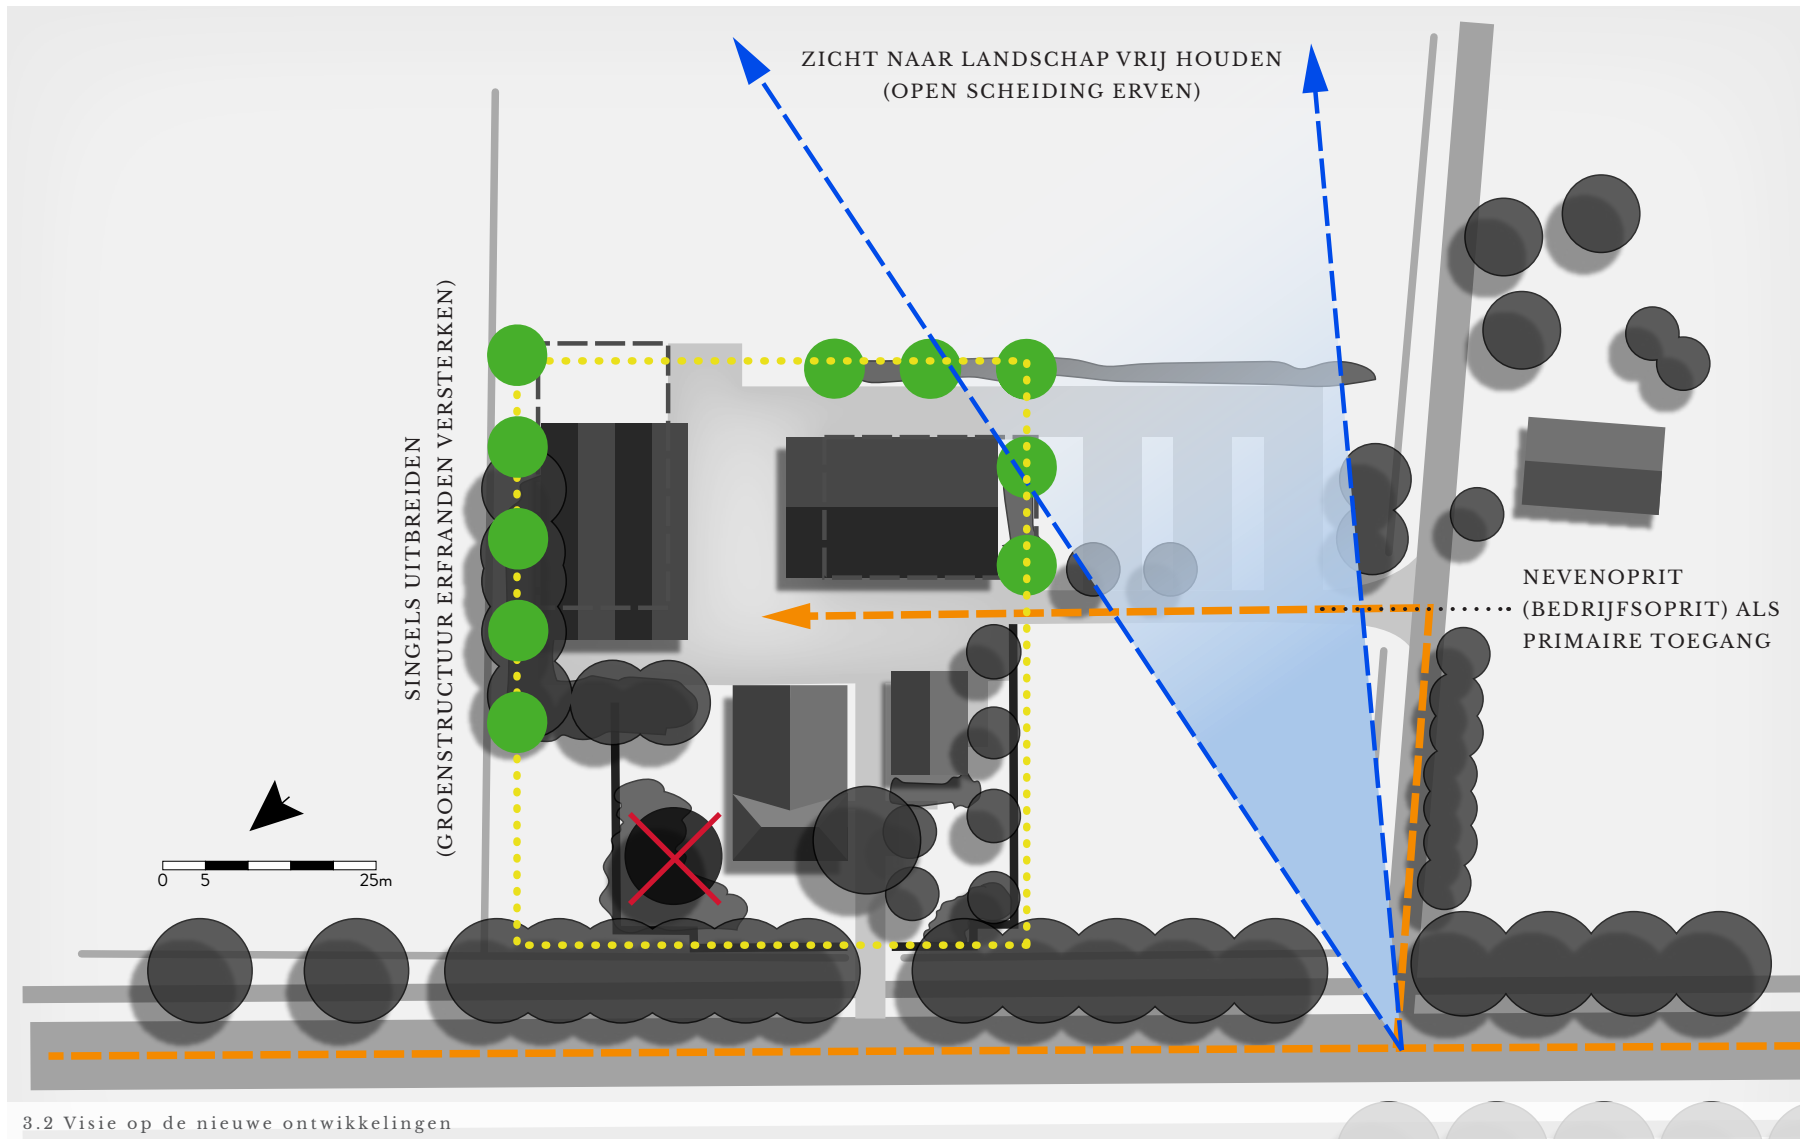 ZICHT NAAR LANDSCHAP VRIJ HOUDEN
(OPEN SCHEIDING ERVEN)
SINGELS UITBREIDEN
(GROENSTRUCTUUR ERFRANDEN VERSTERKEN)
NEVENOPRIT
(BEDRIJFSOPRIT) ALS
PRIMAIRE TOEGANG
0 5 25m
3.2 Visie op de nieuwe ontwikkelingen